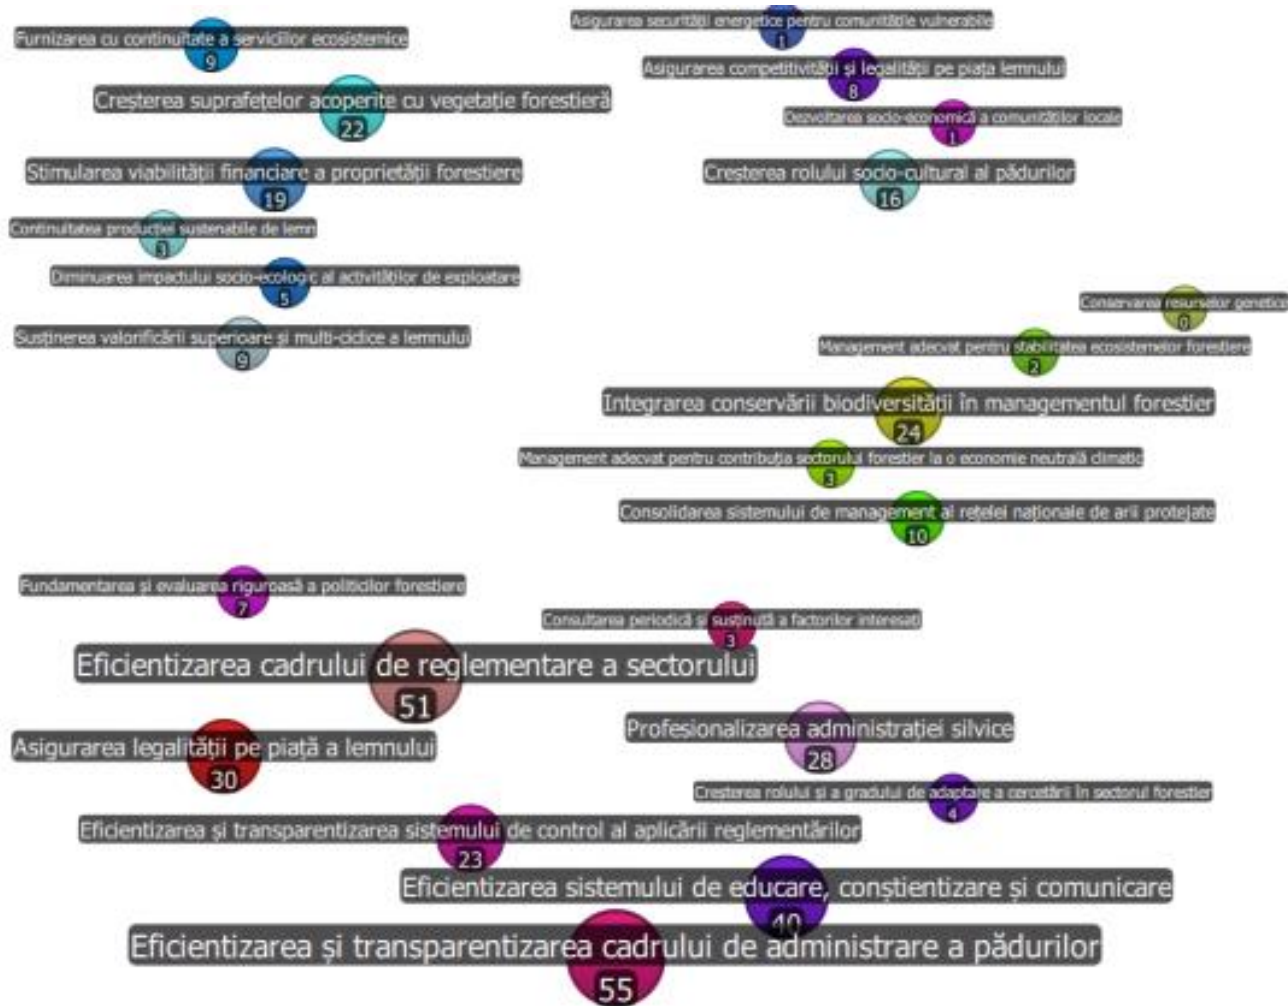 Furnizarea cu continuitate a serviciilor ecosistemice
9
Creșterea suprafețelor acoperite cu vegetație forestieră
22
Stimularea viabilității financiare a proprietății forestiere
19
Continuitatea producției sustenabile de lemn
3
Diminuarea impactului socio-ecologic al activităților de exploatare
5
Susținerea valorificării superioare și multi-ciclice a lemnului
9
Asigurarea securității energetice pentru comunitățile vulnerabile
1
Asigurarea competitivității și legalității pe piața lemnului
8
Dezvoltarea socio-economică a comunităților locale
1
Creșterea rolului socio-cultural al pădurilor
16
Conservarea resurselor genetice
0
Management adecvat pentru stabilitatea ecosistemelor forestiere
2
Integrarea conservării biodiversității în managementul forestier
24
Management adecvat pentru contribuția sectorului forestier la o economie neutrală climatic
3
Consolidarea sistemului de management al rețelei naționale de arii protejate
10
Fundamentarea și evaluarea riguroasă a politicilor forestiere
7
Consultarea periodică și susținută a factorilor interesați
3
Eficientizarea cadrului de reglementare a sectorului
51
Profesionalizarea administrației silvice
28
Asigurarea legalității pe piață a lemnului
30
Creșterea rolului și a gradului de adaptare a cercetării în sectorul forestier
4
Eficientizarea și transparentizarea sistemului de control al aplicării reglementărilor
23
Eficientizarea sistemului de educare, conștientizare și comunicare
40
Eficientizarea și transparentizarea cadrului de administrare a pădurilor
55